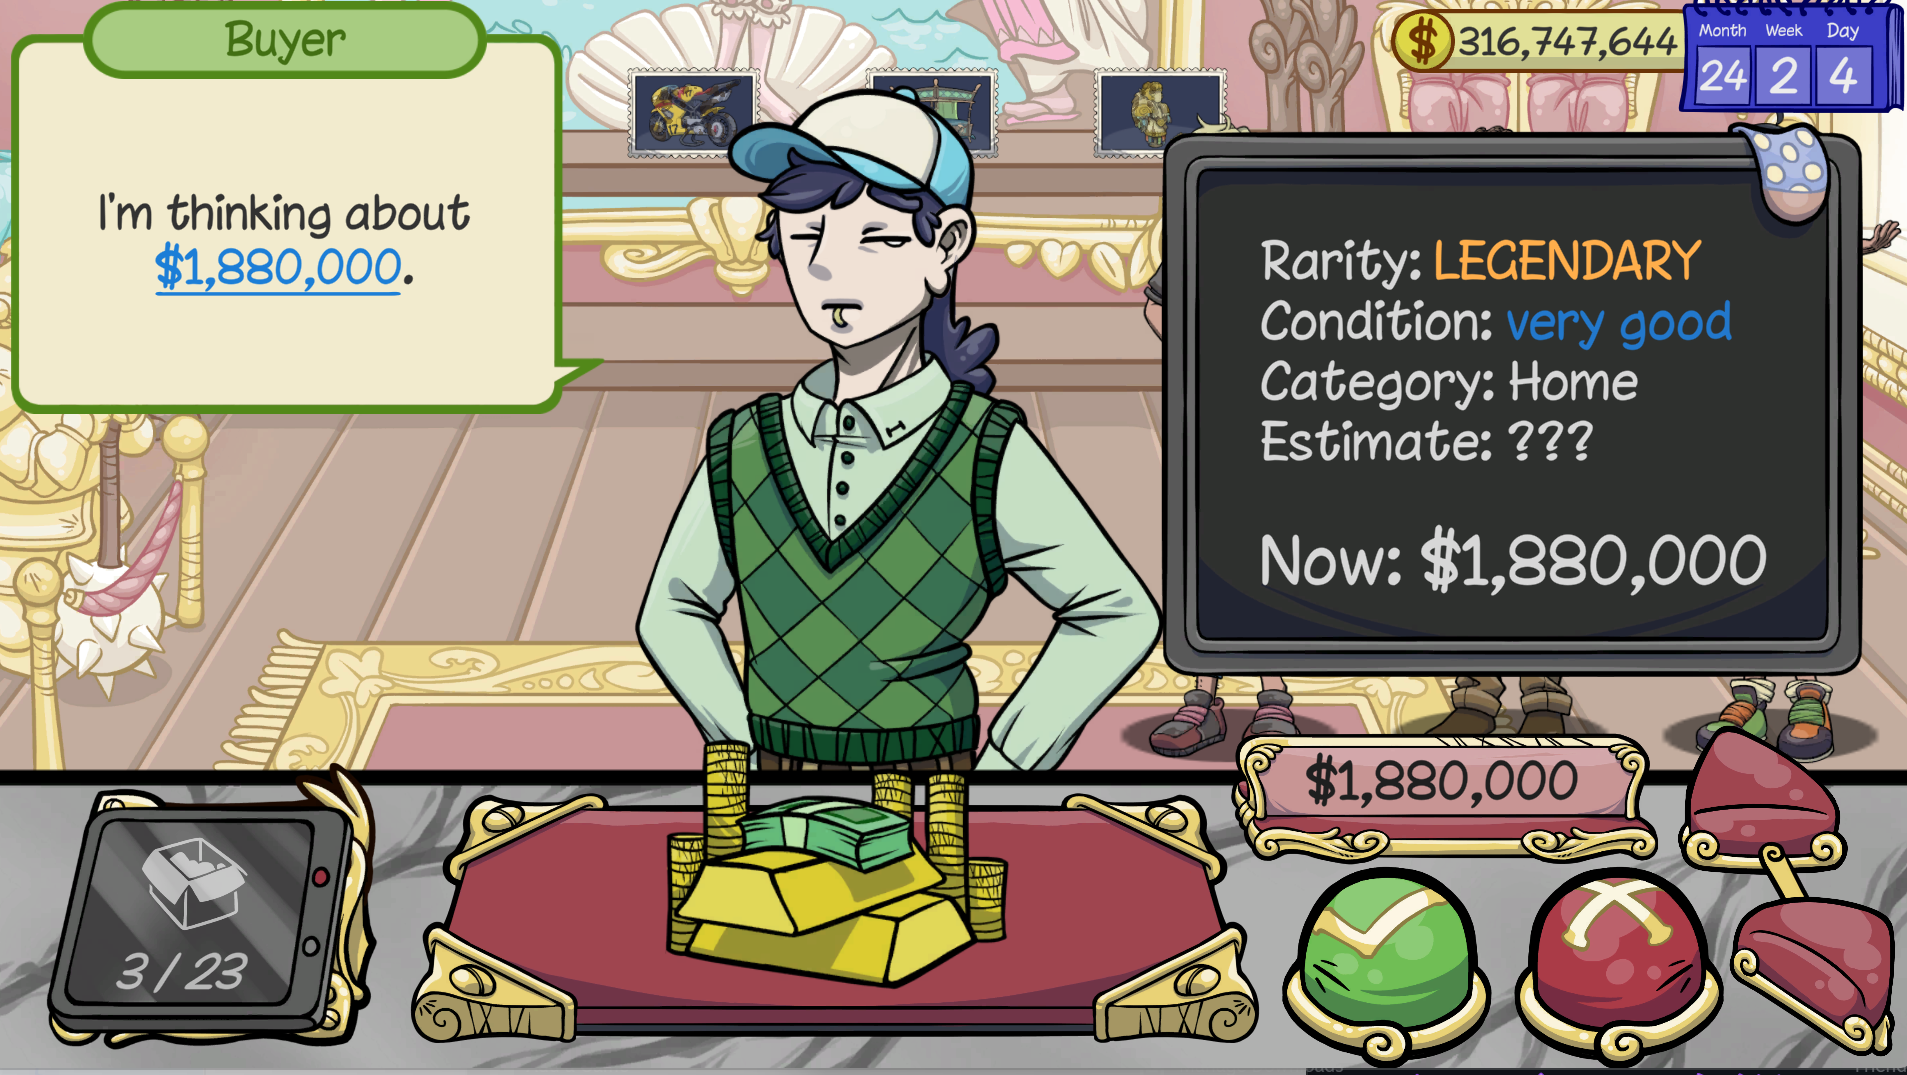 Buyer
I'm thinking about
$1,880,000.
$ 316,747,644
Month Week Day
24 2 4
Rarity: LEGENDARY
Condition: very good
Category: Home
Estimate: ???
Now: $1,880,000
$1,880,000
3 / 23